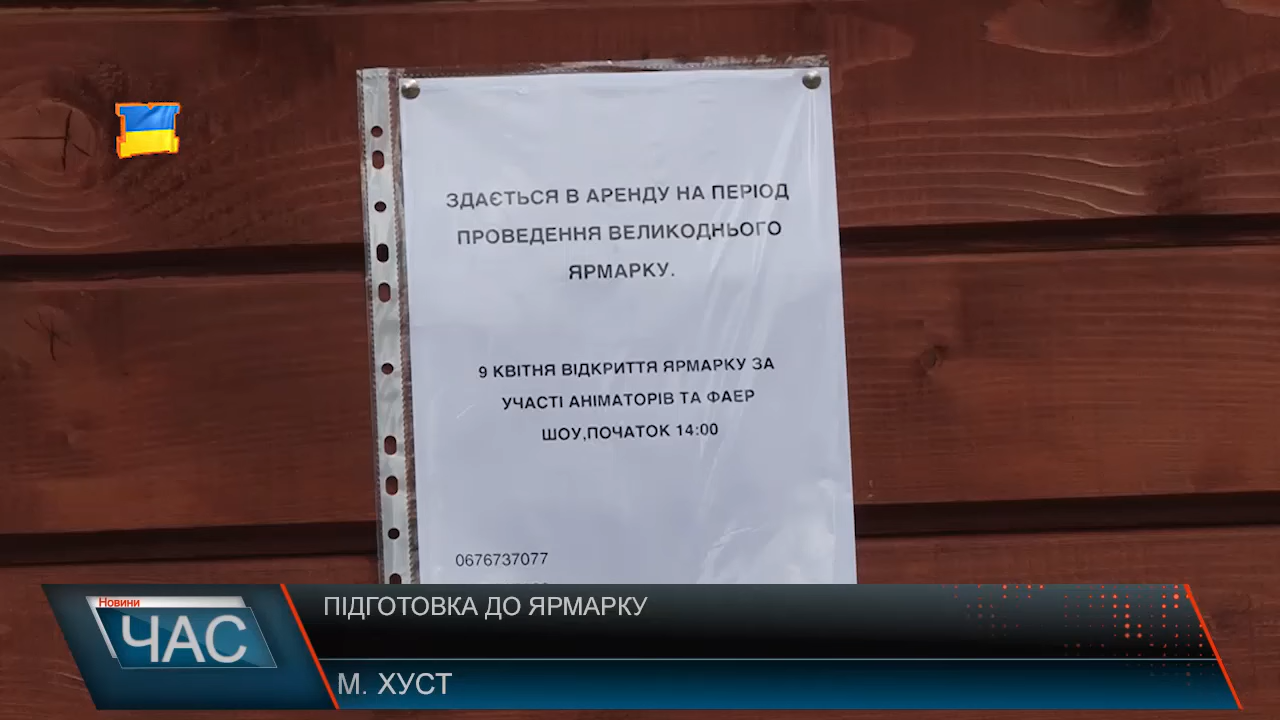 ЗДАЄТЬСЯ В АРЕНДУ НА ПЕРІОД
ПРОВЕДЕННЯ ВЕЛИКОДНЬОГО
ЯРМАРКУ.
9 КВІТНЯ ВІДКРИТТЯ ЯРМАРКУ ЗА
УЧАСТІ АНІМАТОРІВ ТА ФАЕР
ШОУ,ПОЧАТОК 14:00
0676737077
Новини
ЧАС
ПІДГОТОВКА ДО ЯРМАРКУ
М. ХУСТ